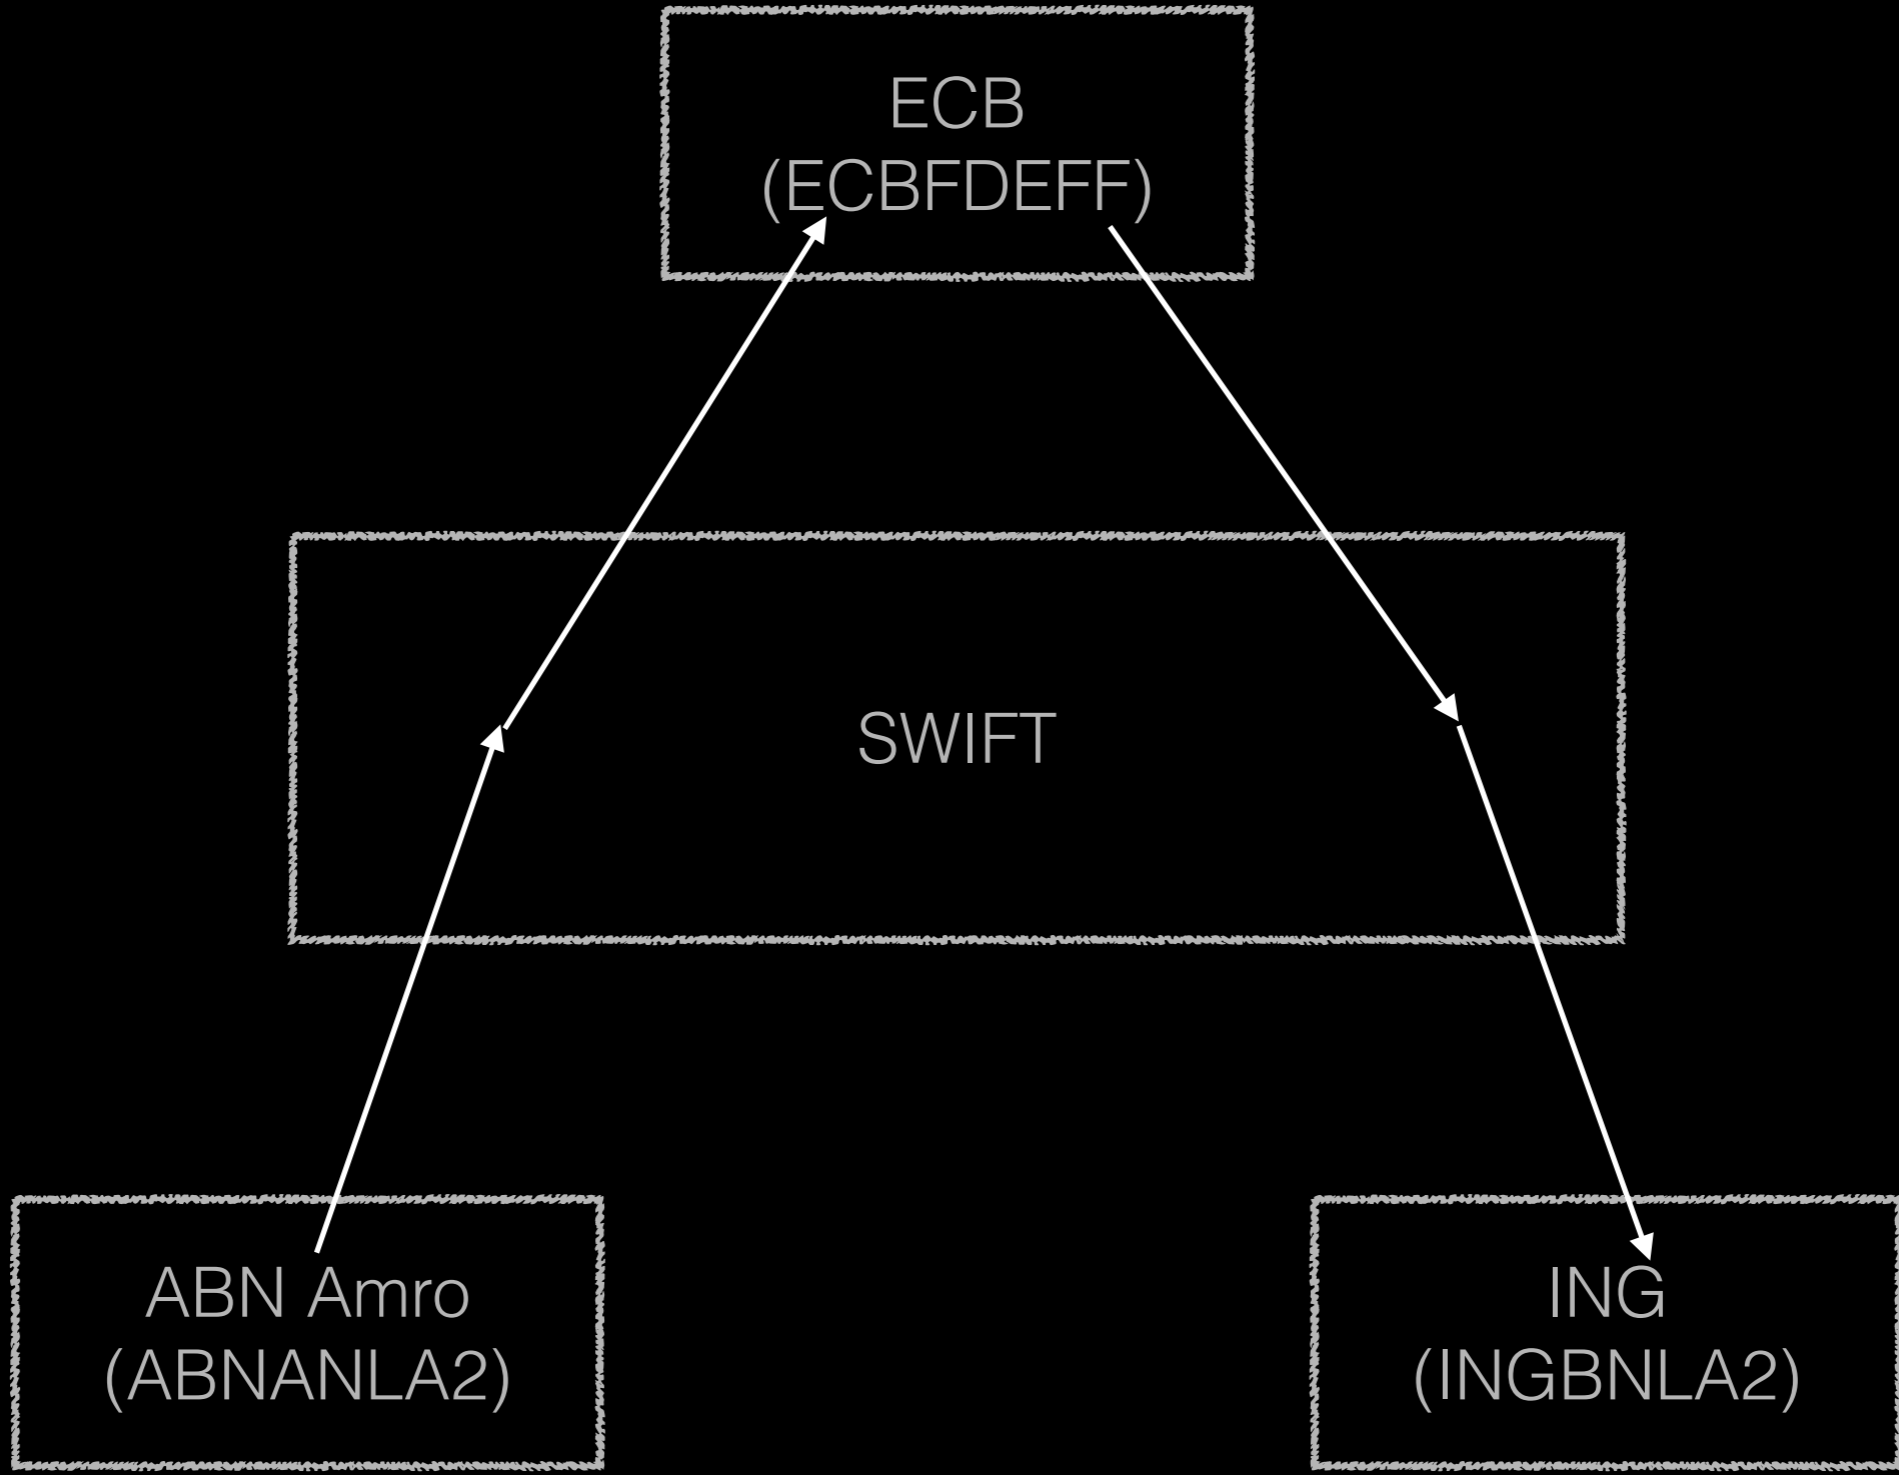 ECB
(ECBFDEFF)
SWIFT
ABN Amro
(ABNANLA2)
ING
(INGBNLA2)